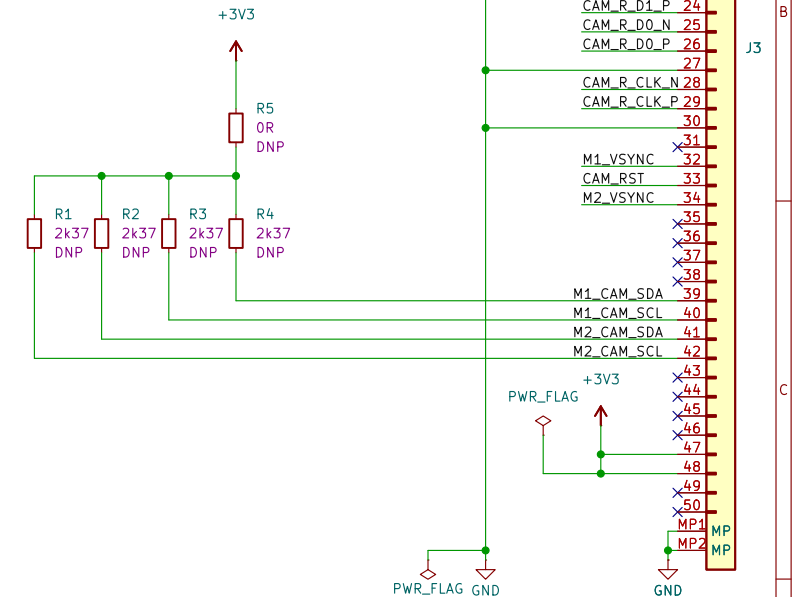 CAM_R_D1_P 24
B
+3V3
CAM_R_D0_N 25
CAM_R_D0_P 26
J3
27
CAM_R_CLK_N 28
CAM_R_CLK_P 29
R5
0R
DNP
30
31
M1_VSYNC 32
CAM_RST 33
M2_VSYNC 34
R1 R2 R3 R4
2k37 2k37 2k37 2k37
DNP DNP DNP DNP
35
36
37
38
M1_CAM_SDA 39
M1_CAM_SCL 40
M2_CAM_SDA 41
M2_CAM_SCL 42
43
+3V3
C
44
PWR_FLAG
45
46
47
48
49
50
MP1 MP
MP2 MP
PWR_FLAG GND GND